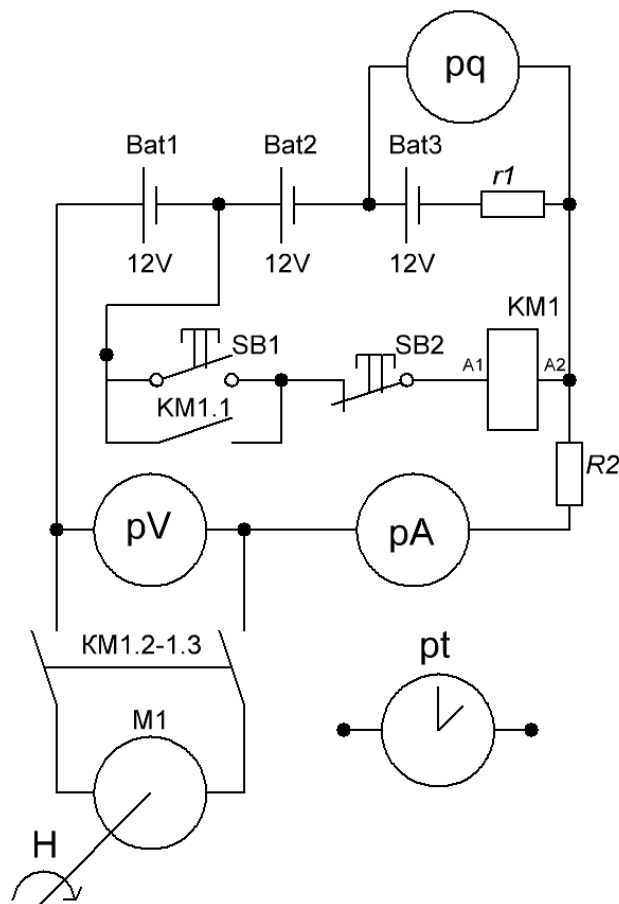 pq
Bat1
Bat2
Bat3
r1
12V
12V
12V
KM1
SB1
SB2
A1
A2
KM1.1
R2
pV
pA
KM1.2-1.3
pt
M1
H